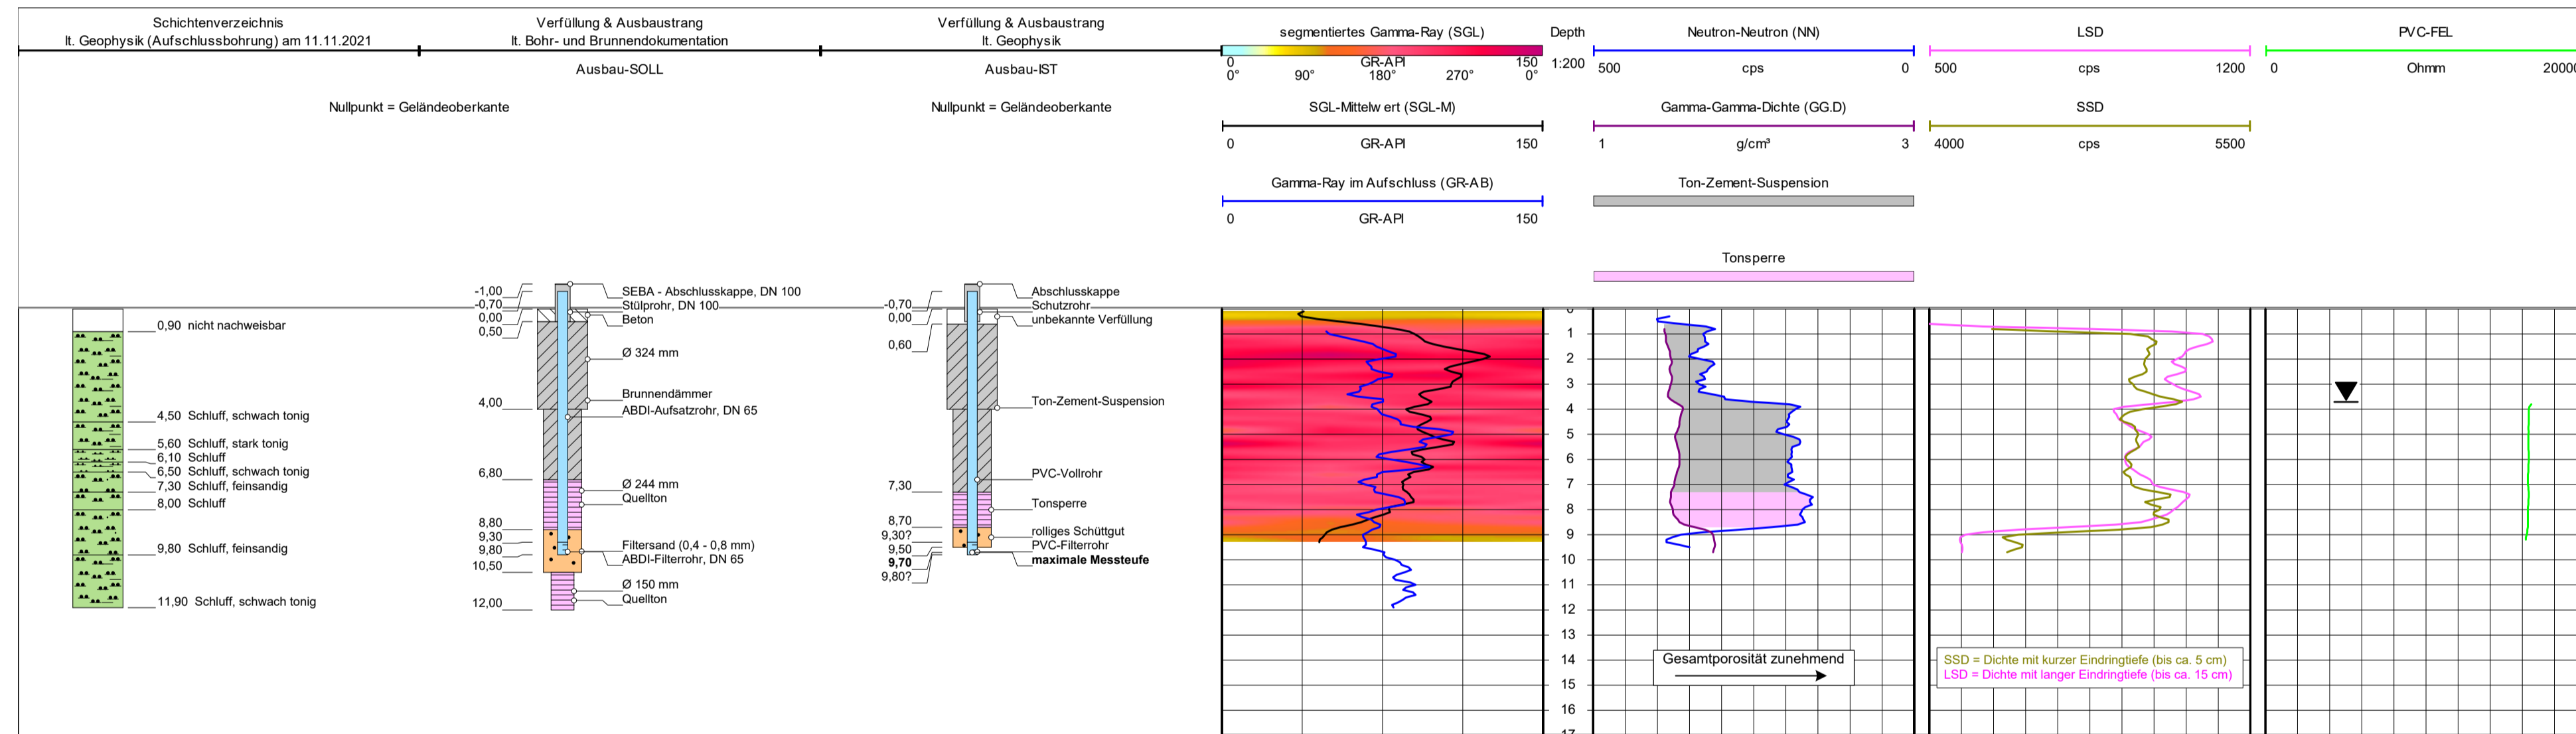 Schichtenverzeichnis
lt. Geophysik (Aufschlussbohrung) am 11.11.2021
Verfüllung & Ausbaustrang
lt. Bohr- und Brunnendokumentation
Ausbau-SOLL
Verfüllung & Ausbaustrang
lt. Geophysik
Ausbau-IST
Nullpunkt = Geländeoberkante
Nullpunkt = Geländeoberkante
segmentiertes Gamma-Ray (SGL)
0 GR-API 150
0° 90° 180° 270° 0°
SGL-Mittelwert (SGL-M)
0 GR-API 150
Gamma-Ray im Aufschluss (GR-AB)
0 GR-API 150
Depth
1:200
Neutron-Neutron (NN)
500 cps 0
Gamma-Gamma-Dichte (GG.D)
1 g/cm³ 3
Ton-Zement-Suspension
Tonsperre
LSD
500 cps 1200
SSD
4000 cps 5500
PVC-FEL
0 Ohmm 2000
0,90 nicht nachweisbar
4,50 Schluff, schwach tonig
5,60 Schluff, stark tonig
6,10 Schluff
6,50 Schluff, schwach tonig
7,30 Schluff, feinsandig
8,00 Schluff
9,80 Schluff, feinsandig
11,90 Schluff, schwach tonig
-1,00
-0,70
0,00
0,50
4,00
6,80
8,80
9,30
9,80
10,50
12,00
SEBA - Abschlusskappe, DN 100
Stülprohr, DN 100
Beton
Ø 324 mm
Brunnendämmer
ABDI-Aufsatzrohr, DN 65
Ø 244 mm
Quellton
Filtersand (0,4 - 0,8 mm)
ABDI-Filterrohr, DN 65
Ø 150 mm
Quellton
-0,70
0,00
0,60
7,30
8,70
9,30?
9,50
9,70
9,80?
Abschlusskappe
Schutzrohr
unbekannte Verfüllung
Ton-Zement-Suspension
PVC-Vollrohr
Tonsperre
rolliges Schüttgut
PVC-Filterrohr
maximale Messteufe
0
1
2
3
4
5
6
7
8
9
10
11
12
13
14
15
16
17
Gesamtporosität zunehmend
SSD = Dichte mit kurzer Eindringtiefe (bis ca. 5 cm)
LSD = Dichte mit langer Eindringtiefe (bis ca. 15 cm)